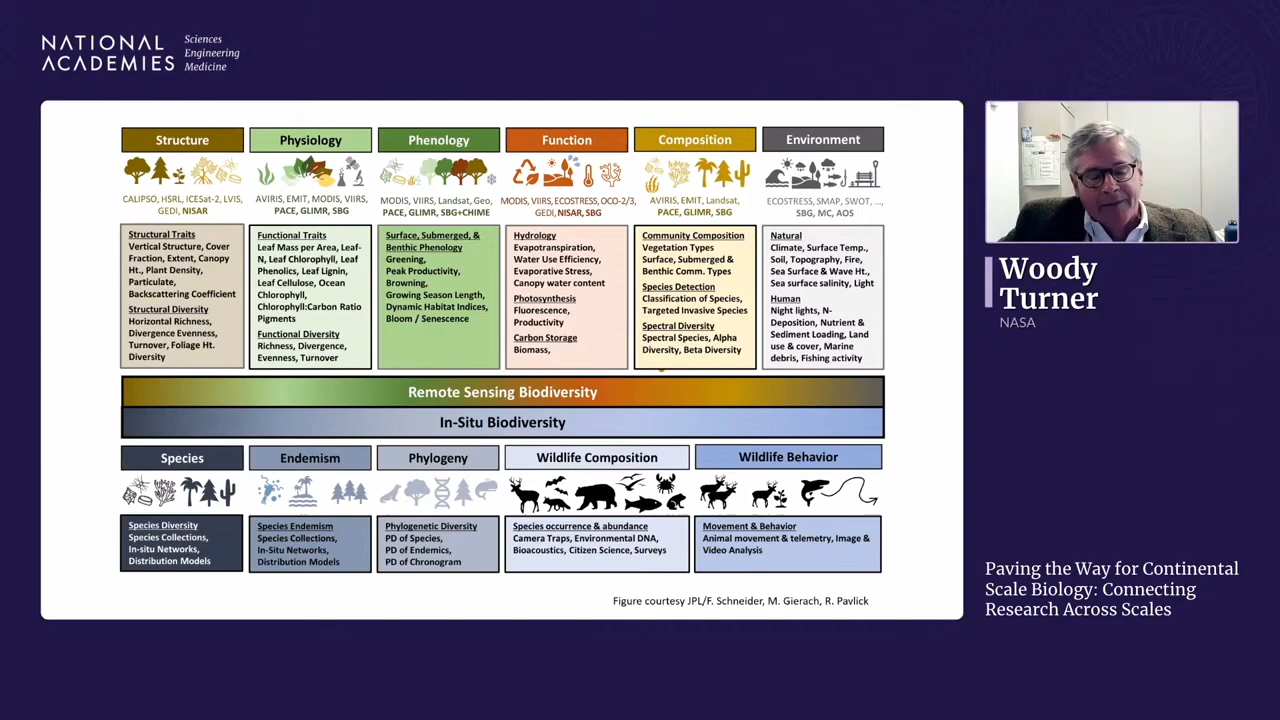 NATIONAL
ACADEMIES
Sciences
Engineering
Medicine
Structure
CALIPSO, HSRL, ICESat-2, LVIS,
GEDI, NISAR
Structural Traits
Vertical Structure, Cover
Fraction, Extent, Canopy
Ht., Plant Density,
Particulate,
Backscattering Coefficient
Structural Diversity
Horizontal Richness,
Divergence Evenness,
Turnover, Foliage Ht.
Diversity
Physiology
AVIRIS, EMIT, MODIS, VIIRS,
PACE, GLIMR, SBG
Functional Traits
Leaf Mass per Area, Leaf-
N, Leaf Chlorophyll, Leaf
Phenolics, Leaf Lignin,
Leaf Cellulose, Ocean
Chlorophyll,
Chlorophyll:Carbon Ratio
Pigments
Functional Diversity
Richness, Divergence,
Evenness, Turnover
Phenology
MODIS, VIIRS, Landsat, Geo,
PACE, GLIMR, SBG+CHIME
Surface, Submerged, &
Benthic Phenology
Greening,
Peak Productivity,
Browning,
Growing Season Length,
Dynamic Habitat Indices,
Bloom / Senescence
Function
MODIS, VIIRS, ECOSTRESS, OCO-2/3,
GEDI, NISAR, SBG
Hydrology
Evapotranspiration,
Water Use Efficiency,
Evaporative Stress,
Canopy water content
Photosynthesis
Fluorescence,
Productivity
Carbon Storage
Biomass,
Composition
AVIRIS, EMIT, Landsat,
PACE, GLIMR, SBG
Community Composition
Vegetation Types
Surface, Submerged &
Benthic Comm. Types
Species Detection
Classification of Species,
Targeted Invasive Species
Spectral Diversity
Spectral Species, Alpha
Diversity, Beta Diversity
Environment
ECOSTRESS, SMAP, SWOT, ...,
SBG, MC, AOS
Natural
Climate, Surface Temp.,
Soil, Topography, Fire,
Sea Surface & Wave Ht.,
Sea surface salinity, Light
Human
Night lights, N-
Deposition, Nutrient &
Sediment Loading, Land
use & cover, Marine
debris, Fishing activity
Remote Sensing Biodiversity
In-Situ Biodiversity
Species
Species Diversity
Species Collections,
In-situ Networks,
Distribution Models
Endemism
Species Endemism
Species Collections,
In-Situ Networks,
Distribution Models
Phylogeny
Phylogenetic Diversity
PD of Species,
PD of Endemics,
PD of Chronogram
Wildlife Composition
Species occurrence & abundance
Camera Traps, Environmental DNA,
Bioacoustics, Citizen Science, Surveys
Wildlife Behavior
Movement & Behavior
Animal movement & telemetry, Image &
Video Analysis
Figure courtesy JPL/F. Schneider, M. Gierach, R. Pavlick
Woody
Turner
NASA
Paving the Way for Continental
Scale Biology: Connecting
Research Across Scales